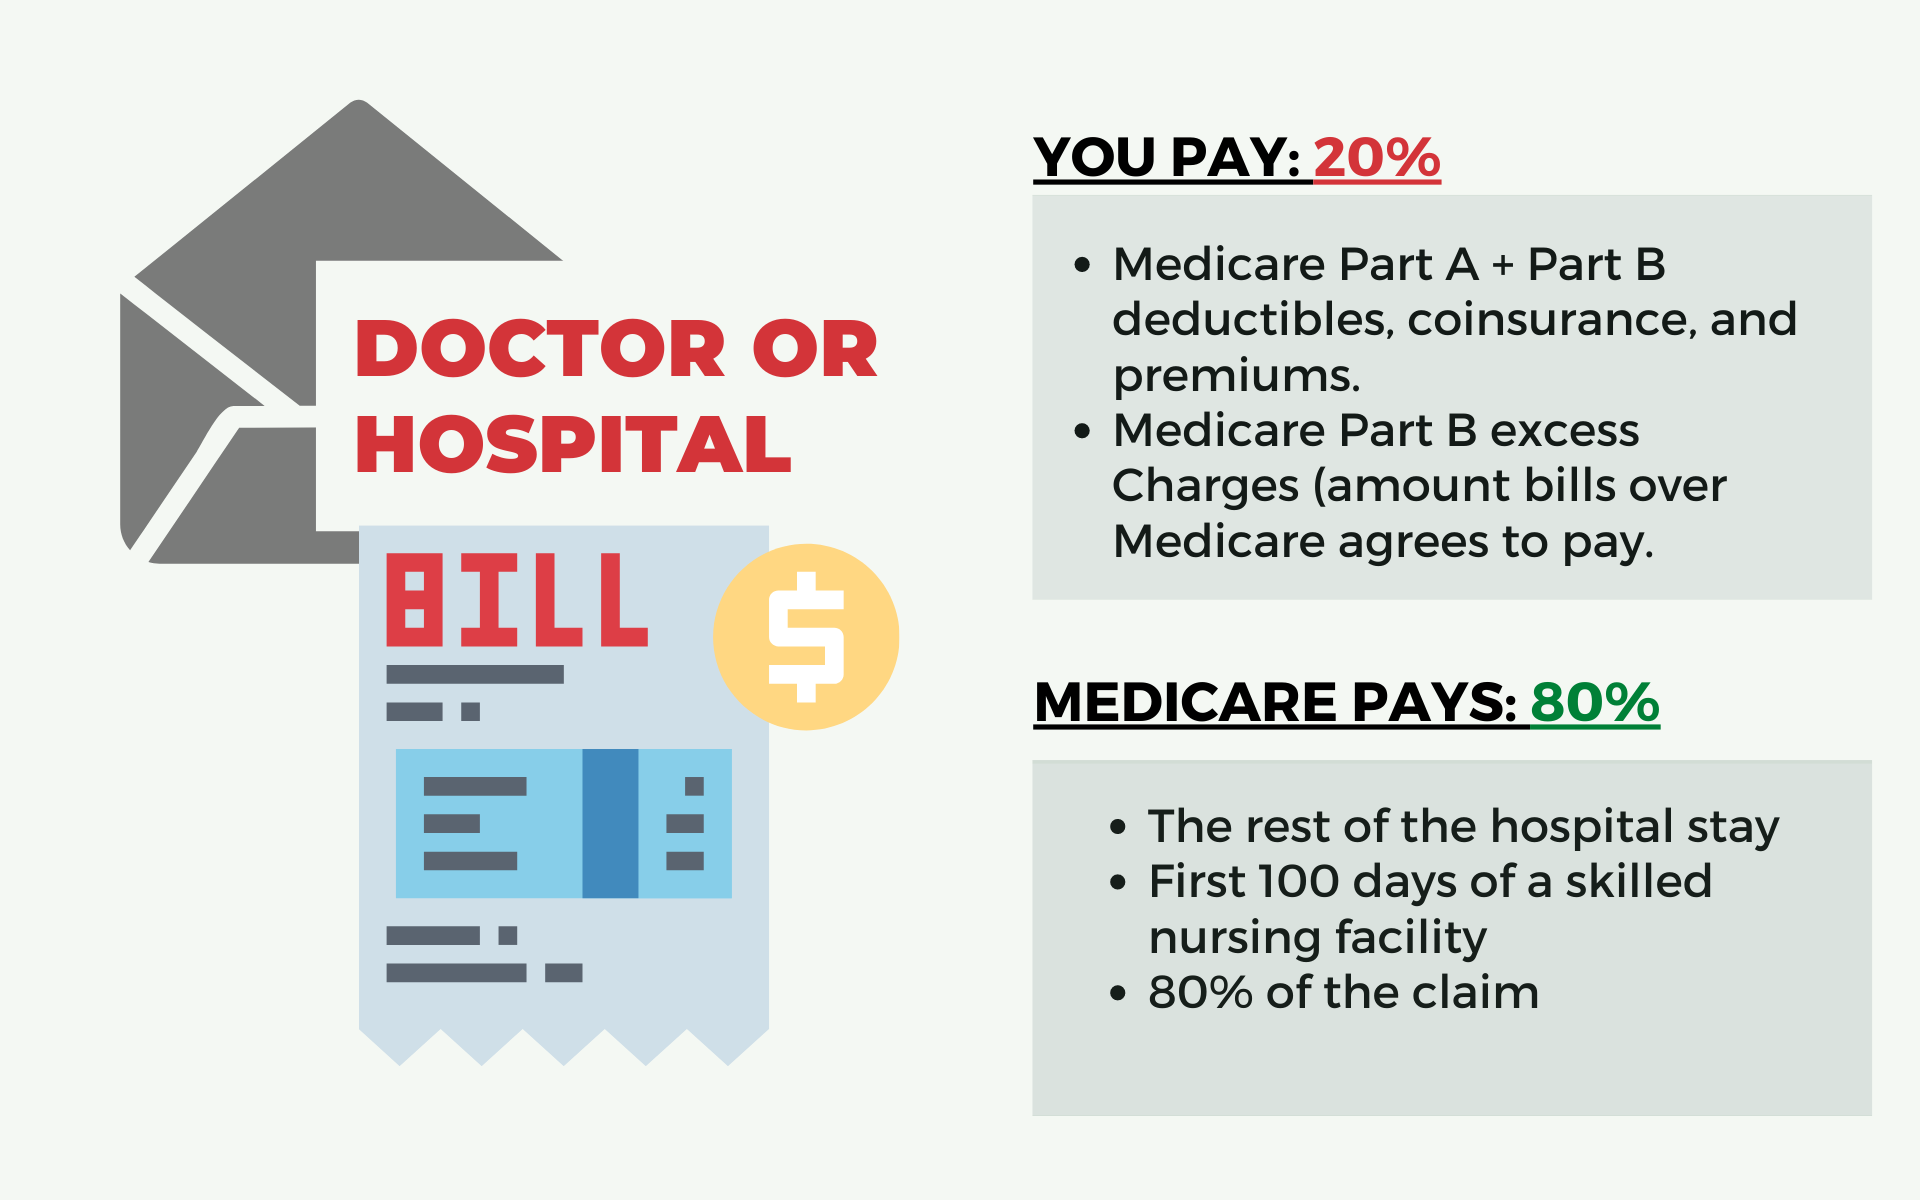 DOCTOR OR
HOSPITAL
BILL
$
YOU PAY: 20%
• Medicare Part A + Part B
deductibles, coinsurance, and
premiums.
• Medicare Part B excess
Charges (amount bills over
Medicare agrees to pay.
MEDICARE PAYS: 80%
• The rest of the hospital stay
• First 100 days of a skilled
nursing facility
• 80% of the claim